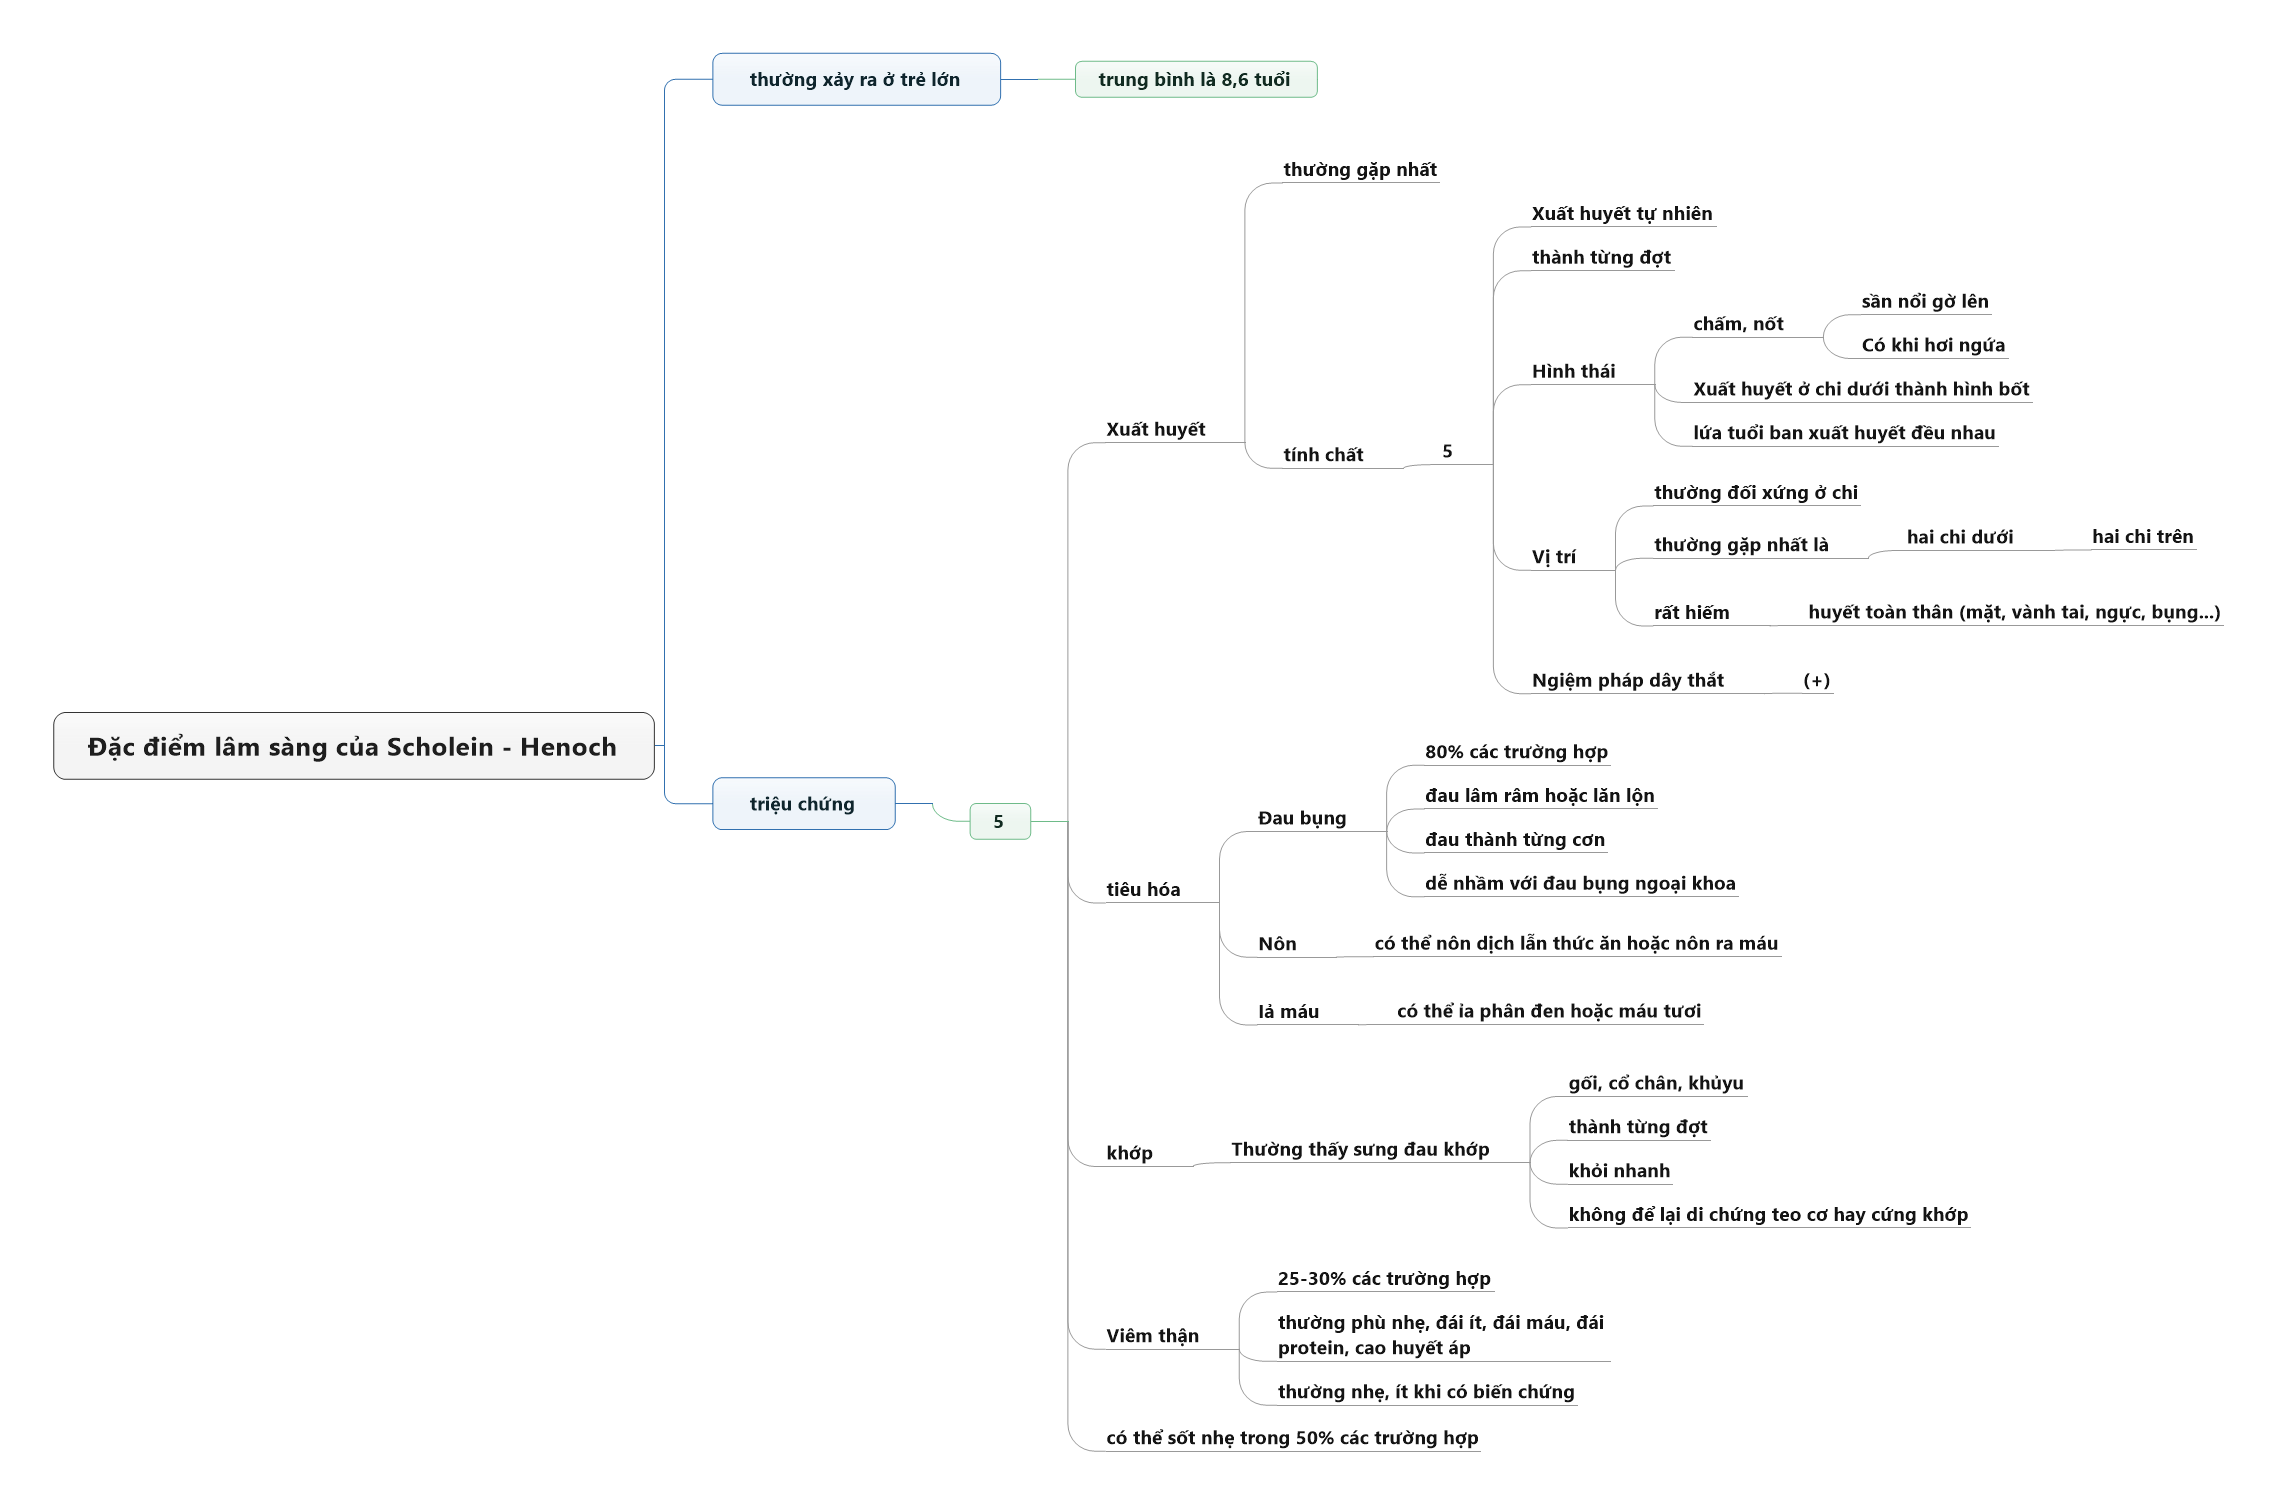 thường xảy ra ở trẻ lớn
trung bình là 8,6 tuổi
thường gặp nhất
Xuất huyết tự nhiên
thành từng đợt
sần nổi gờ lên
chấm, nốt
Có khi hơi ngứa
Hình thái
Xuất huyết ở chi dưới thành hình bốt
lứa tuổi ban xuất huyết đều nhau
Xuất huyết
tính chất
5
thường đối xứng ở chi
thường gặp nhất là
hai chi dưới
hai chi trên
Vị trí
rất hiếm
huyết toàn thân (mặt, vành tai, ngực, bụng...)
Ngiệm pháp dây thắt
(+)
Đặc điểm lâm sàng của Scholein - Henoch
triệu chứng
5
80% các trường hợp
đau lâm râm hoặc lăn lộn
Đau bụng
đau thành từng cơn
dễ nhầm với đau bụng ngoại khoa
tiêu hóa
Nôn
có thể nôn dịch lẫn thức ăn hoặc nôn ra máu
lả máu
có thể ỉa phân đen hoặc máu tươi
gối, cổ chân, khủyu
thành từng đợt
khớp
Thường thấy sưng đau khớp
khỏi nhanh
không để lại di chứng teo cơ hay cứng khớp
25-30% các trường hợp
thường phù nhẹ, đái ít, đái máu, đái
protein, cao huyết áp
Viêm thận
thường nhẹ, ít khi có biến chứng
có thể sốt nhẹ trong 50% các trường hợp